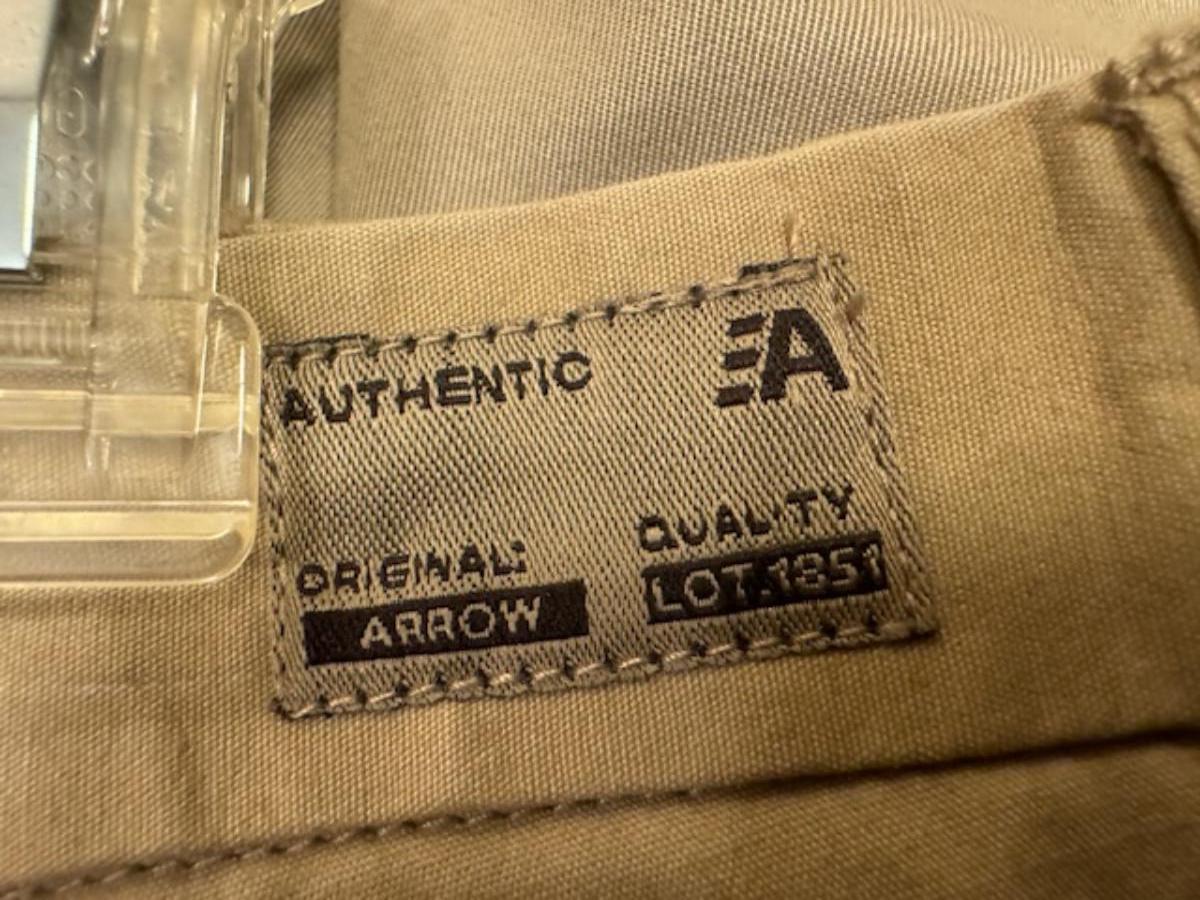 AUTHENTIC
A
ORIGINAL:
ARROW
QUALITY
LOT.1851